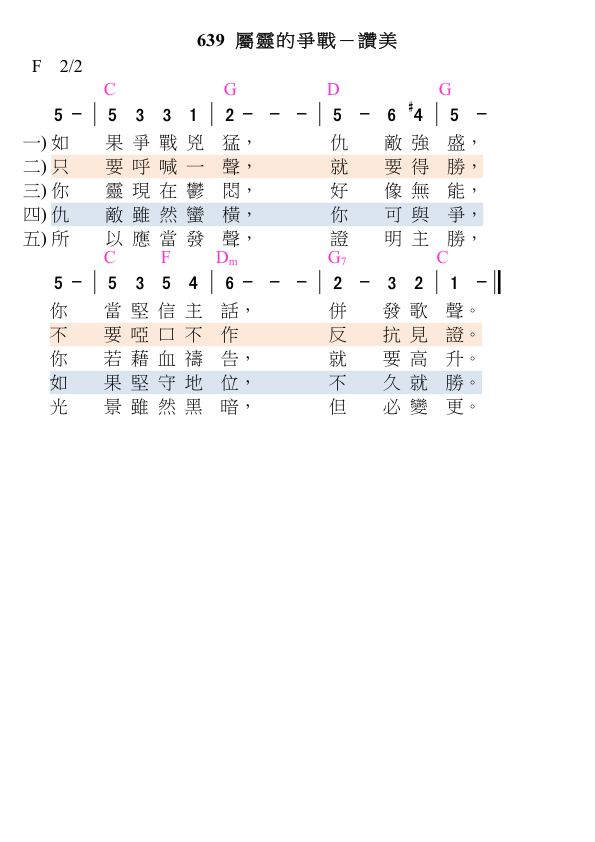 639 屬靈的爭戰－讚美
F 2/2
C G D G
5 － | 5 3 3 1 | 2 － － － | 5 － 6 ♯4 | 5 －
一) 如 果 爭 戰 兇 猛， 仇 敵 強 盛，
二) 只 要 呼 喊 一 聲， 就 要 得 勝，
三) 你 靈 現 在 鬱 悶， 好 像 無 能，
四) 仇 敵 雖 然 蠻 橫， 你 可 與 爭，
五) 所 以 應 當 發 聲， 證 明 主 勝，
C F Dm G7 C
5 － | 5 3 5 4 | 6 － － － | 2 － 3 2 | 1 － ‖
你 當 堅 信 主 話， 併 發 歌 聲。
不 要 啞 口 不 作 反 抗 見 證。
你 若 藉 血 禱 告， 就 要 高 升。
如 果 堅 守 地 位， 不 久 就 勝。
光 景 雖 然 黑 暗， 但 必 變 更。